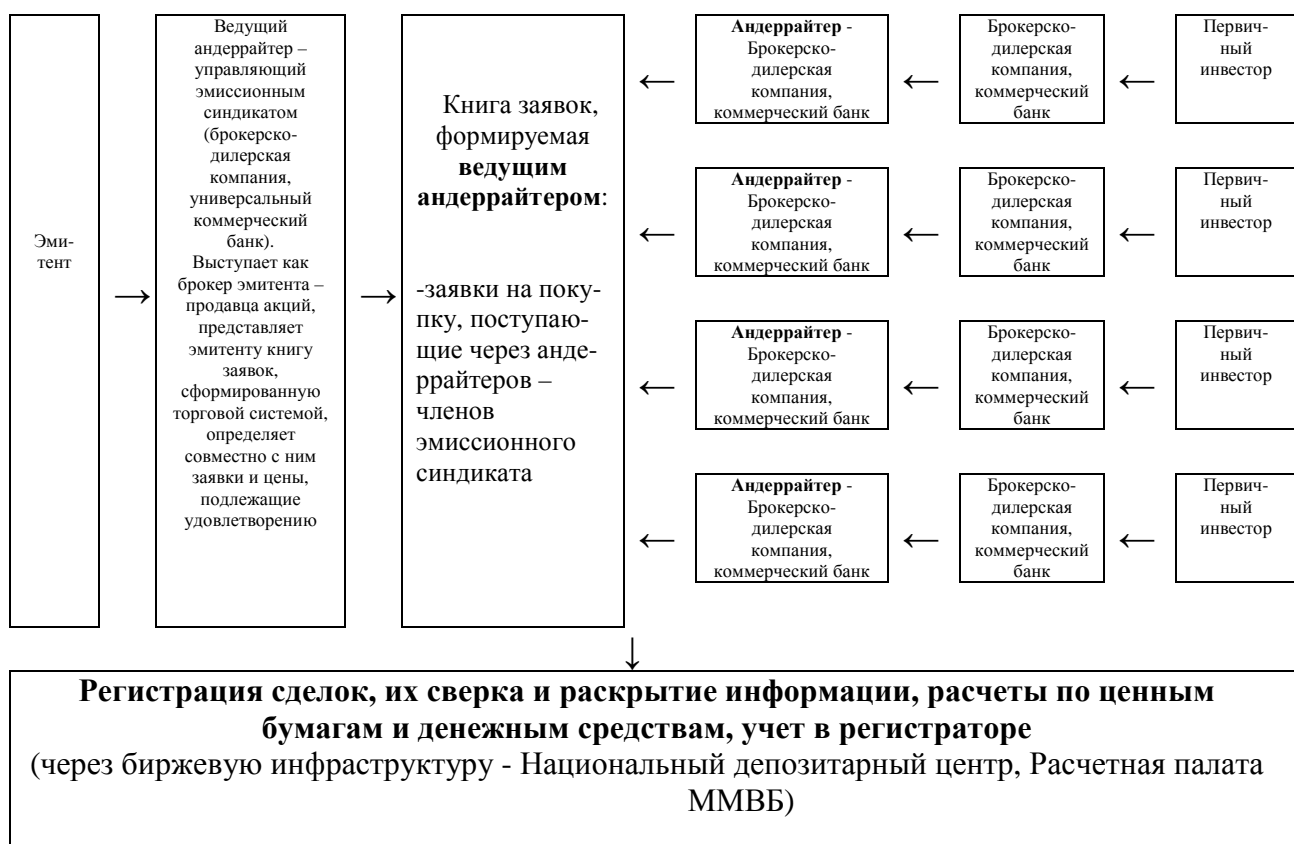 Эми-
тент
→
Ведущий
андеррайтер –
управляющий
эмиссионным
синдикатом
(брокерско-
дилерская
компания,
универсальный
коммерческий
банк).
Выступает как
брокер эмитента –
продавца акций,
представляет
эмитенту книгу
заявок,
сформированную
торговой системой,
определяет
совместно с ним
заявки и цены,
подлежащие
удовлетворению
→
Книга заявок,
формируемая
ведущим
андеррайтером:
-заявки на поку-
пку, поступаю-
щие через анде-
ррайтеров –
членов
эмиссионного
синдиката
←
Андеррайтер -
Брокерско-
дилерская
компания,
коммерческий банк
←
Брокерско-
дилерская
компания,
коммерческий
банк
←
Первич-
ный
инвестор
←
Андеррайтер -
Брокерско-
дилерская
компания,
коммерческий банк
←
Брокерско-
дилерская
компания,
коммерческий
банк
←
Первич-
ный
инвестор
←
Андеррайтер -
Брокерско-
дилерская
компания,
коммерческий банк
←
Брокерско-
дилерская
компания,
коммерческий
банк
←
Первич-
ный
инвестор
←
Андеррайтер -
Брокерско-
дилерская
компания,
коммерческий банк
←
Брокерско-
дилерская
компания,
коммерческий
банк
←
Первич-
ный
инвестор
↓
Регистрация сделок, их сверка и раскрытие информации, расчеты по ценным
бумагам и денежным средствам, учет в регистраторе
(через биржевую инфраструктуру - Национальный депозитарный центр, Расчетная палата
ММВБ)